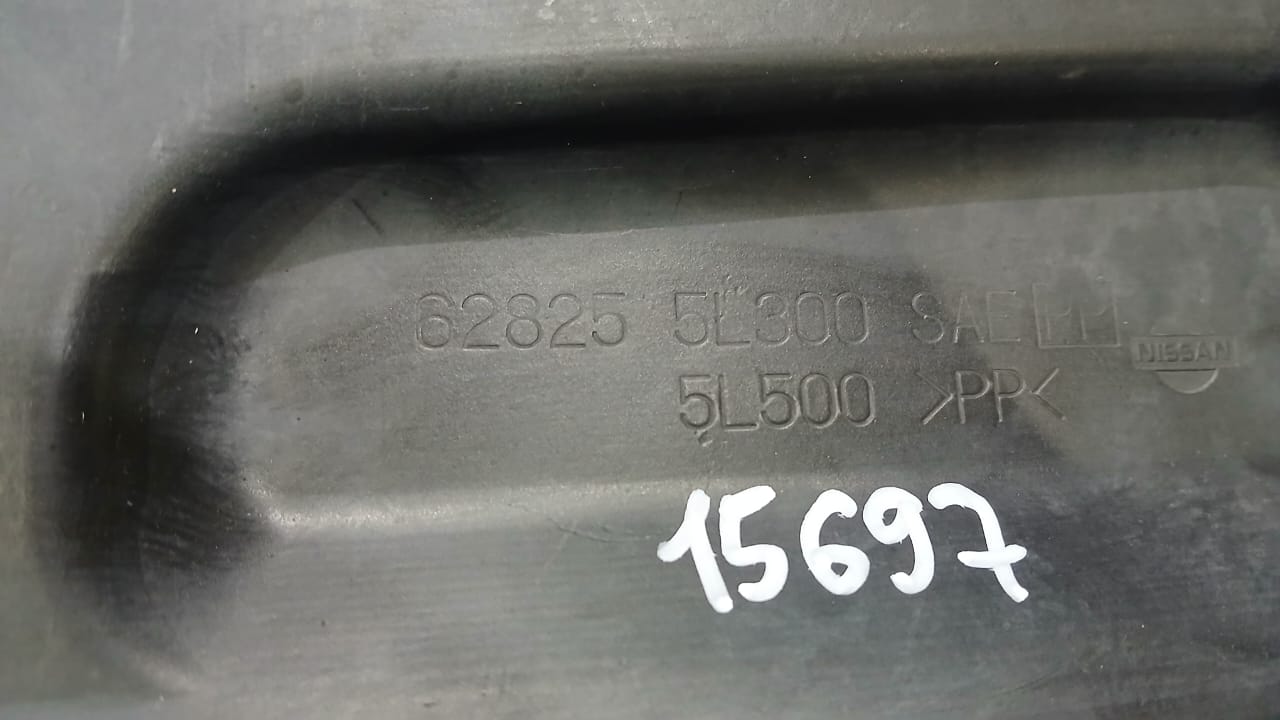 62825 5L300 SAE PP
NISSAN
5L500 >PP<
15697